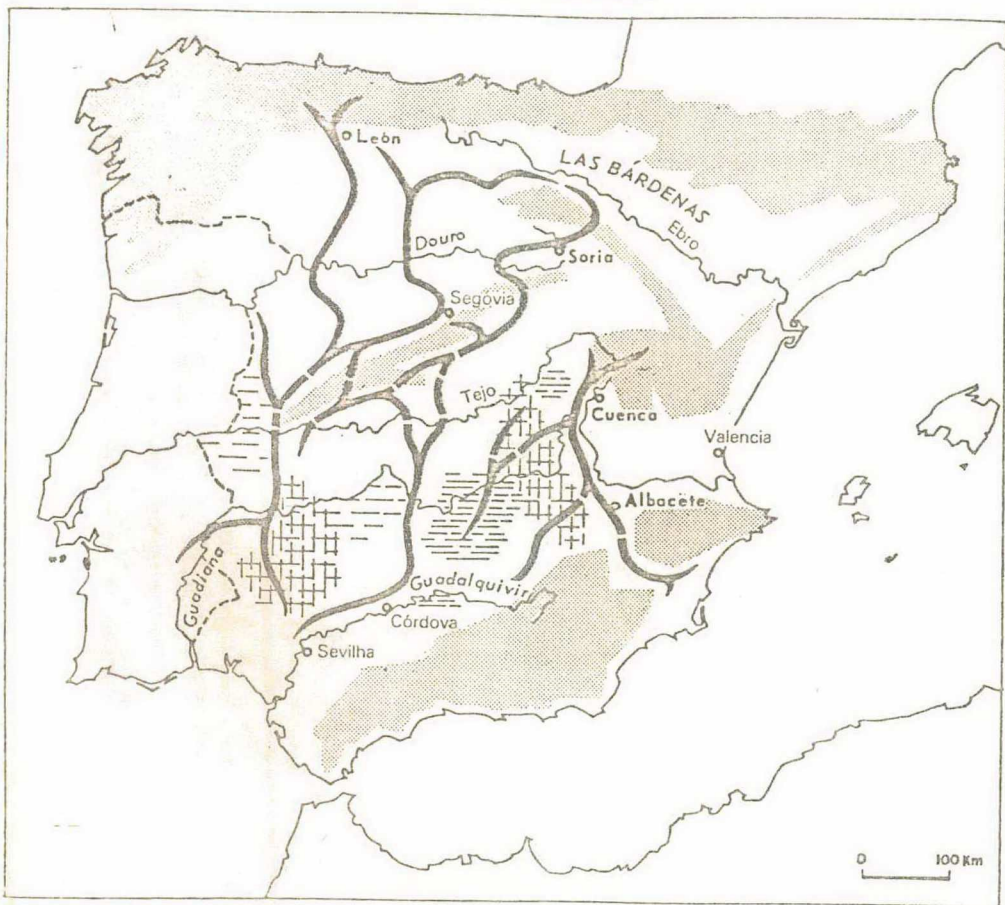 León
LAS BÁRDENAS
Ebro
Douro
Soria
Segóvia
Tejo
Cuenca
Valencia
Albacete
Guadiana
Guadalquivir
Córdova
Sevilha
0 100 Km